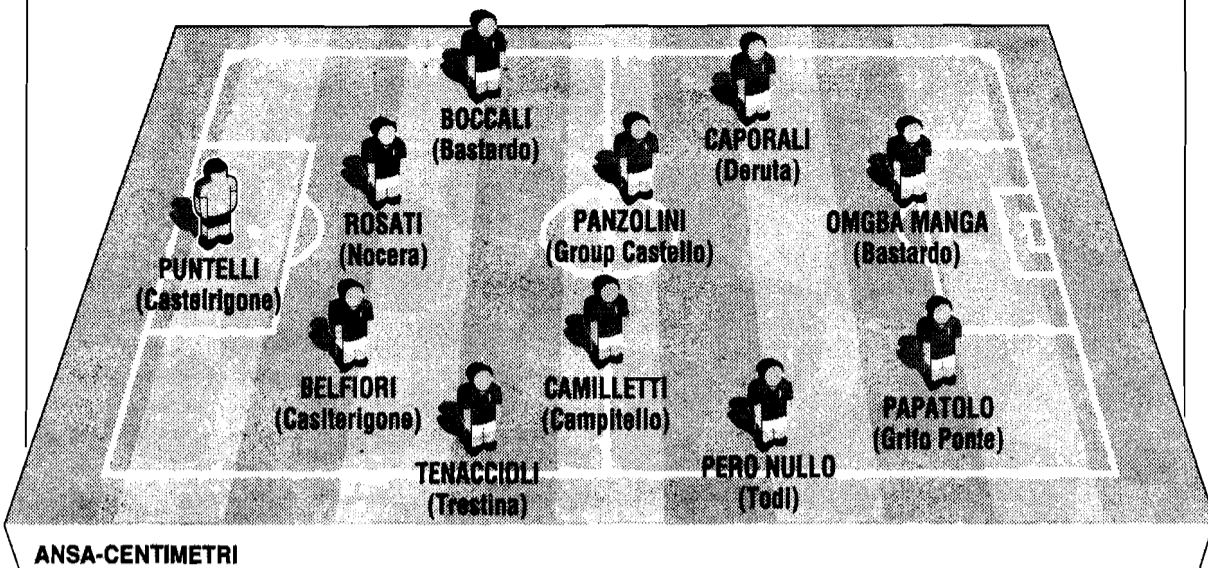 BOCCALI
(Bastardo)
CAPORALI
(Deruta)
ROSATI
(Nocera)
PANZOLINI
(Group Castello)
OMGBA MANGA
(Bastardo)
PUNTELLI
(Castelrigone)
BELFIORI
(Caslterigone)
CAMILLETTI
(Campitello)
PAPATOLO
(Grifo Ponte)
TENACCIOLI
(Trestina)
PERO NULLO
(Todi)
ANSA-CENTIMETRI